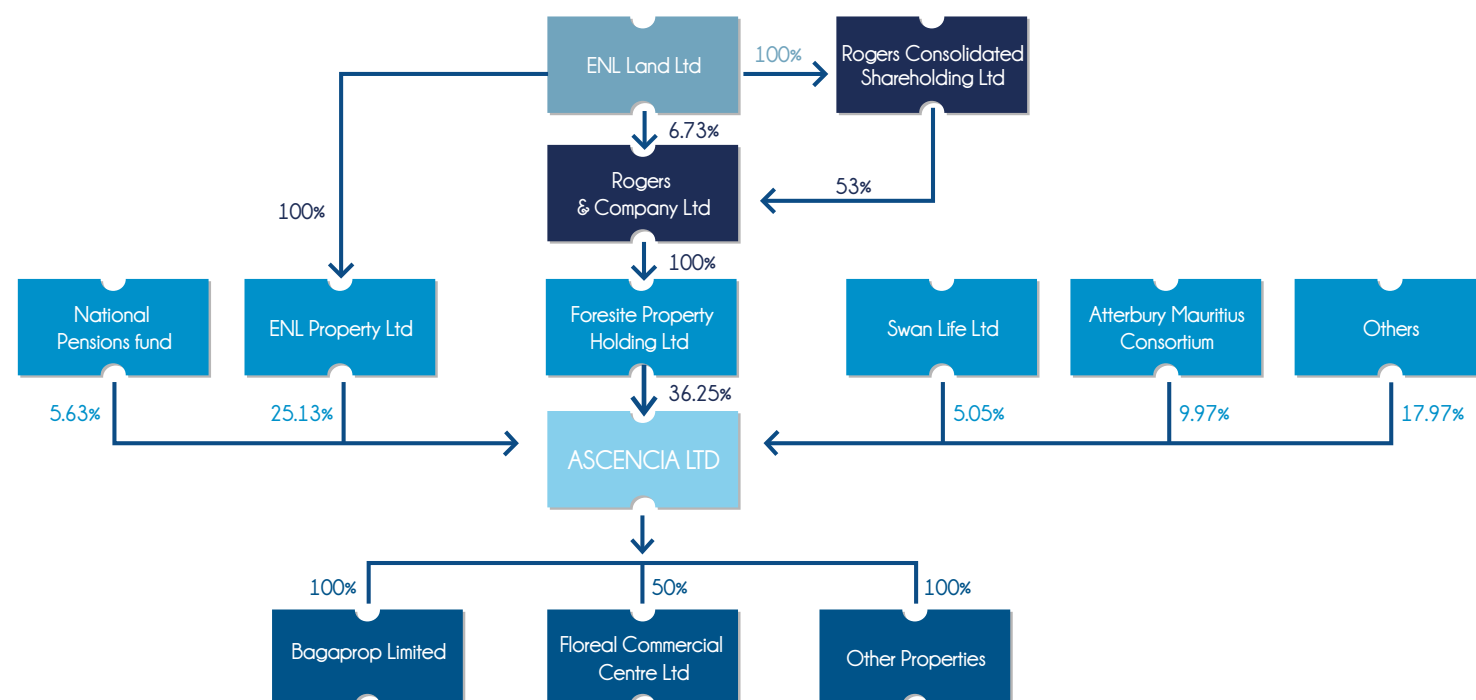 ENL Land Ltd
100%
Rogers Consolidated
Shareholding Ltd
6.73%
Rogers
& Company Ltd
53%
100%
100%
National
Pensions fund
ENL Property Ltd
Foresite Property
Holding Ltd
Swan Life Ltd
Atterbury Mauritius
Consortium
Others
5.63%
25.13%
36.25%
5.05%
9.97%
17.97%
ASCENCIA LTD
100%
50%
100%
Bagaprop Limited
Floreal Commercial
Centre Ltd
Other Properties